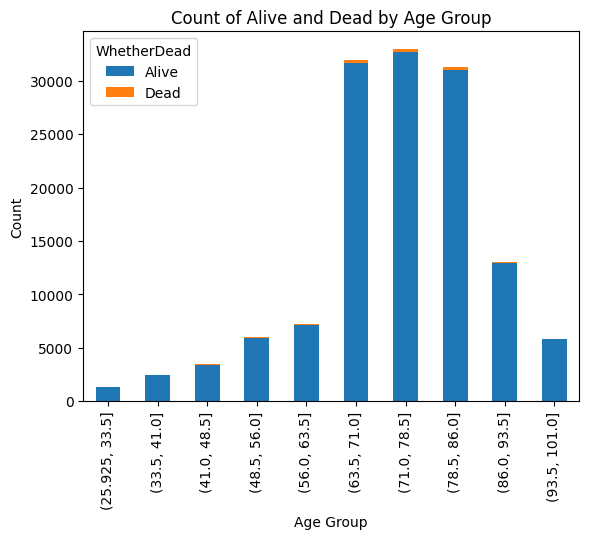 Count of Alive and Dead by Age Group
WhetherDead
Alive
Dead
Count
30000
25000
20000
15000
10000
5000
0
(25.925, 33.5]
(33.5, 41.0]
(41.0, 48.5]
(48.5, 56.0]
(56.0, 63.5]
(63.5, 71.0]
(71.0, 78.5]
(78.5, 86.0]
(86.0, 93.5]
(93.5, 101.0]
Age Group